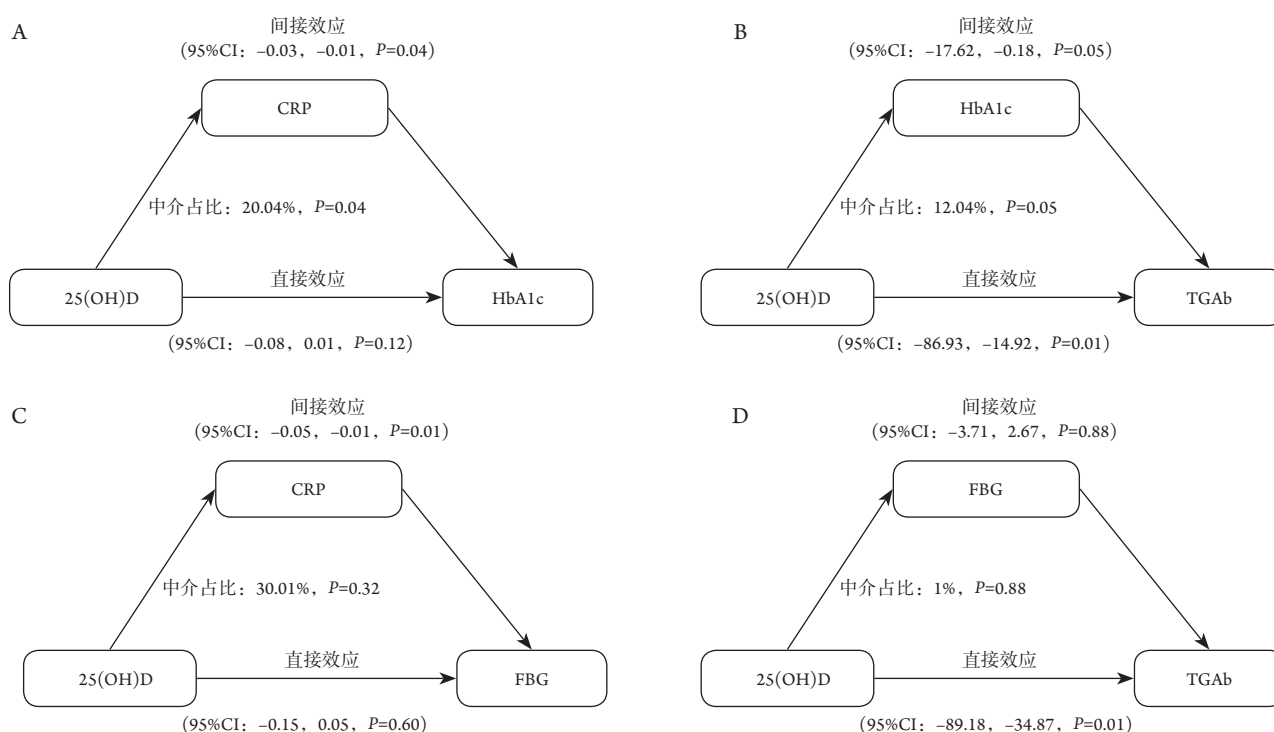 A
间接效应
(95%CI：–0.03，–0.01，P=0.04)
CRP
中介占比：20.04%，P=0.04
25(OH)D
直接效应
HbA1c
(95%CI：–0.08，0.01，P=0.12)
B
间接效应
(95%CI：–17.62，–0.18，P=0.05)
HbA1c
中介占比：12.04%，P=0.05
25(OH)D
直接效应
TGAb
(95%CI：–86.93，–14.92，P=0.01)
C
间接效应
(95%CI：–0.05，–0.01，P=0.01)
CRP
中介占比：30.01%，P=0.32
25(OH)D
直接效应
FBG
(95%CI：–0.15，0.05，P=0.60)
D
间接效应
(95%CI：–3.71，2.67，P=0.88)
FBG
中介占比：1%，P=0.88
25(OH)D
直接效应
TGAb
(95%CI：–89.18，–34.87，P=0.01)